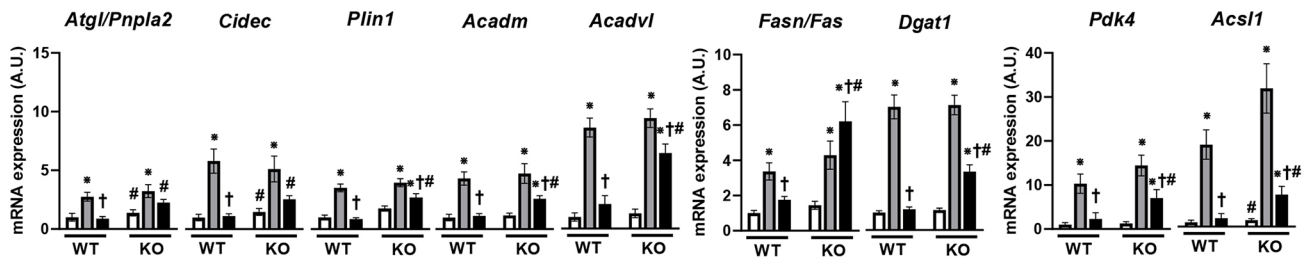 Atgl/Pnpla2 Cidec Plin1 Acadm Acadvl Fasn/Fas Dgat1 Pdk4 Acsl1
mRNA expression (A.U.)
15
10
5
0
* † # * #
* † # * #
* † * *†#
* † * *†#
* † * *†#
WT KO WT KO WT KO WT KO WT KO
mRNA expression (A.U.)
10
8
6
4
2
0
* † * *†#
* † * *†#
WT KO WT KO
mRNA expression (A.U.)
40
30
20
10
0
* † * *†#
* † # * *†#
WT KO WT KO